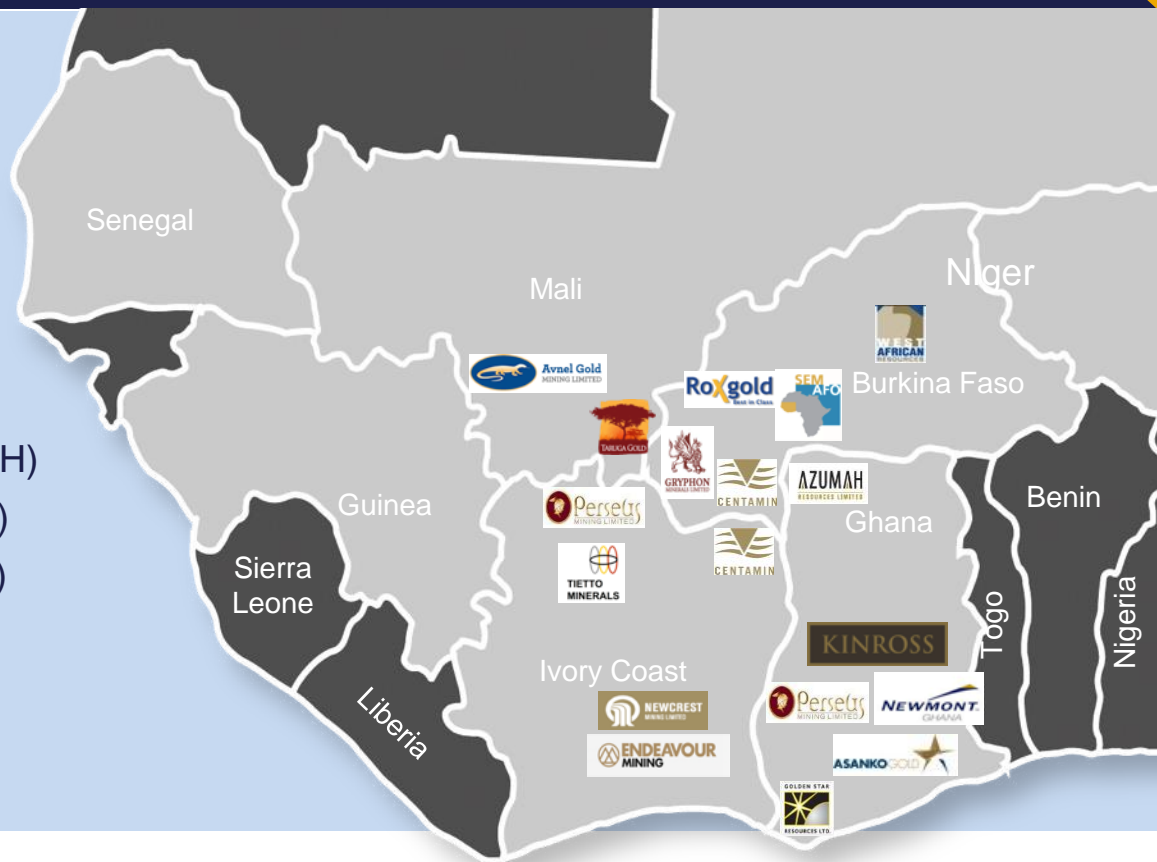 Senegal
Mali
Niger
WEST
AFRICAN
RESOURCES
Avnel Gold
MINING LIMITED
Roxgold
Best in Class
SEM
AFO
Burkina Faso
TARUGA GOLD
GRYPHON
MINERALS LIMITED
CENTAMIN
AZUMAH
RESOURCES LIMITED
Benin
H)
Guinea
Perseus
MINING LIMITED
Ghana
)
CENTAMIN
TIETTO
MINERALS
)
Sierra
Leone
Togo
Nigeria
KINROSS
Ivory Coast
Liberia
NEWCREST
MINING LIMITED
Perseus
MINING LIMITED
NEWMONT.
GHANA
ENDEAVOUR
MINING
ASANKO GOLD
GOLDEN STAR
RESOURCES LTD.